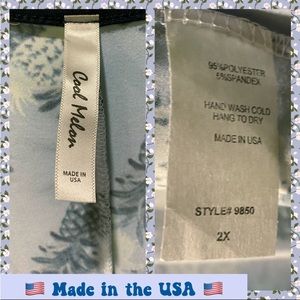 Cool Melon
MADE IN
USA
95%POLYESTER
5%SPANDEX
HAND WASH COLD
HANG TO DRY
MADE IN USA
STYLE# 9850
2X
🇺🇸 Made in the USA 🇺🇸